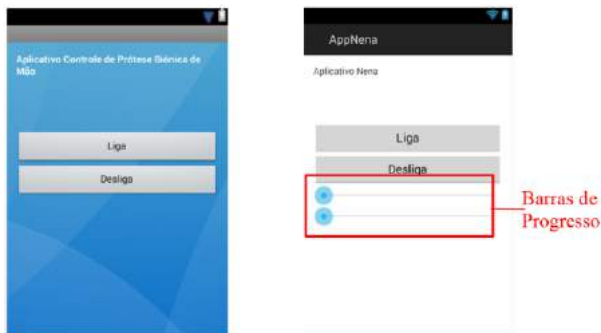 Aplicativo Controle de Prótese Biônica de
Mão
Liga
Desliga
AppNena
Aplicativo Nena
Liga
Desliga
Barras de
Progresso